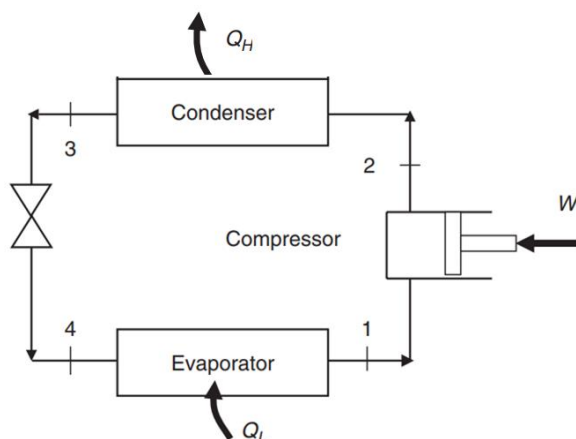 Q_H
Condenser
3
2
W
Compressor
4
1
Evaporator
Q_L